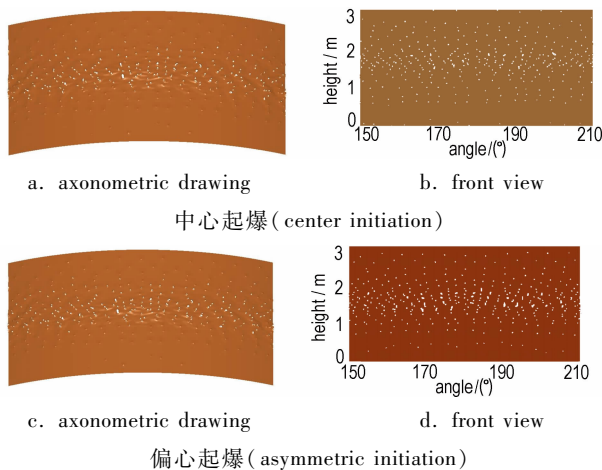 3
2
1
0
height / m
150 170 190 210
angle/(°)
a. axonometric drawing
b. front view
中心起爆(center initiation)
3
2
1
0
height / m
150 170 190 210
angle/(°)
c. axonometric drawing
d. front view
偏心起爆(asymmetric initiation)